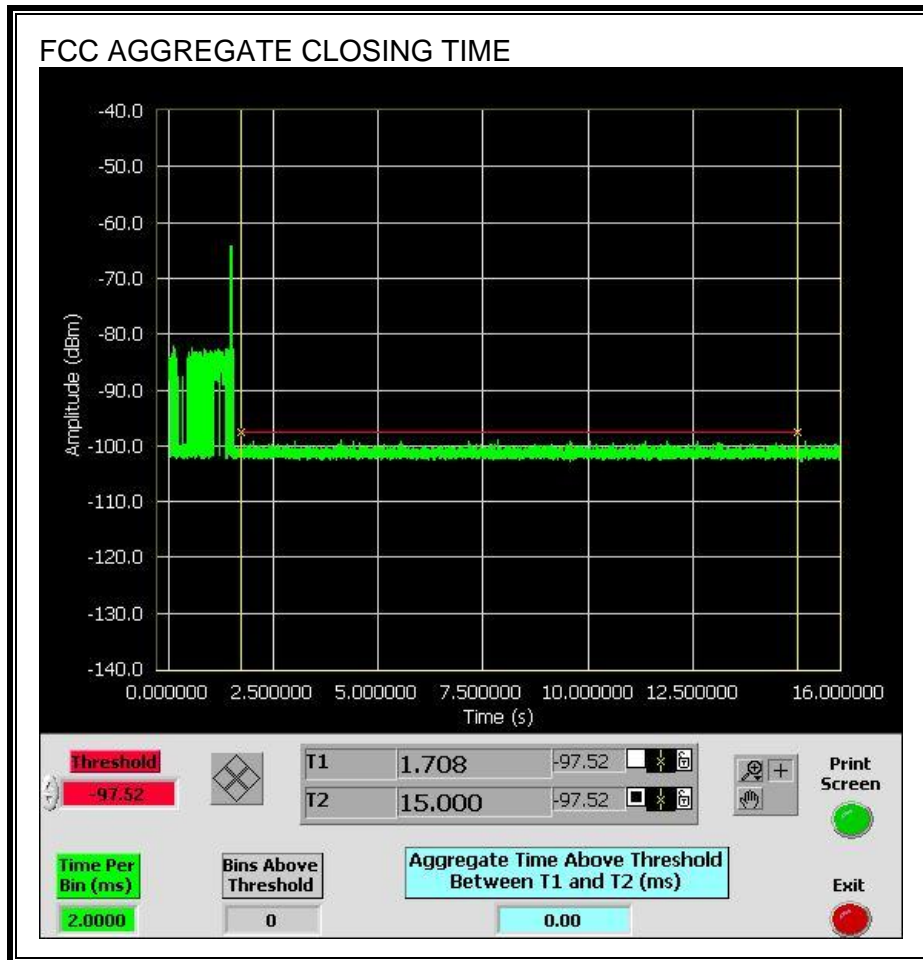 FCC AGGREGATE CLOSING TIME
-40.0
-50.0
-60.0
-70.0
-80.0
-90.0
-100.0
-110.0
-120.0
-130.0
-140.0
Amplitude (dBm)
0.000000 2.500000 5.000000 7.500000 10.000000 12.500000 16.000000
Time (s)
Threshold
-97.52
T1 1.708 -97.52
T2 15.000 -97.52
Print
Screen
Time Per
Bin (ms)
2.0000
Bins Above
Threshold
0
Aggregate Time Above Threshold
Between T1 and T2 (ms)
0.00
Exit